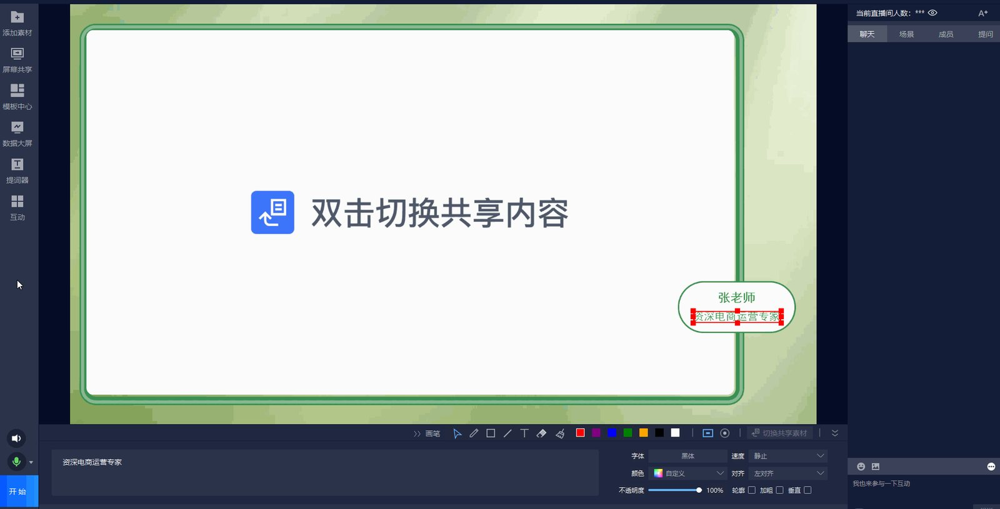 添加素材
屏幕共享
模板中心
数据大屏
提词器
互动
开始
双击切换共享内容
张老师
资深电商运营专家
画笔
切换共享素材
资深电商运营专家
字体 黑体 速度 静止
颜色 自定义 对齐 左对齐
不透明度 100% 轮廓 加粗 垂直
当前直播间人数: *** A+
聊天 场景 成员 提问
我也来参与一下互动